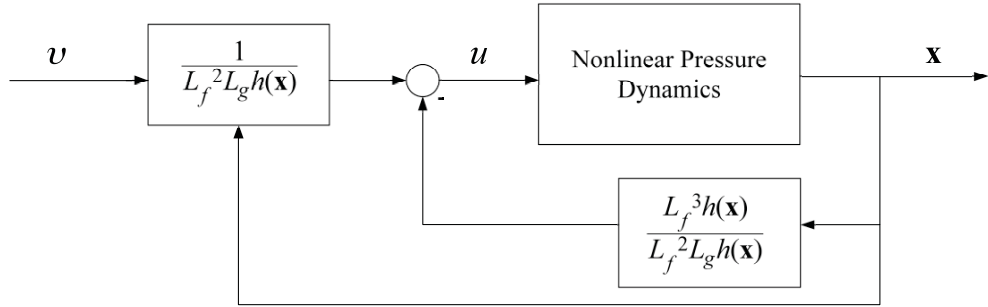 υ
1
L_f^2 L_g h(x)
u
-
Nonlinear Pressure
Dynamics
x
L_f^3 h(x)
L_f^2 L_g h(x)